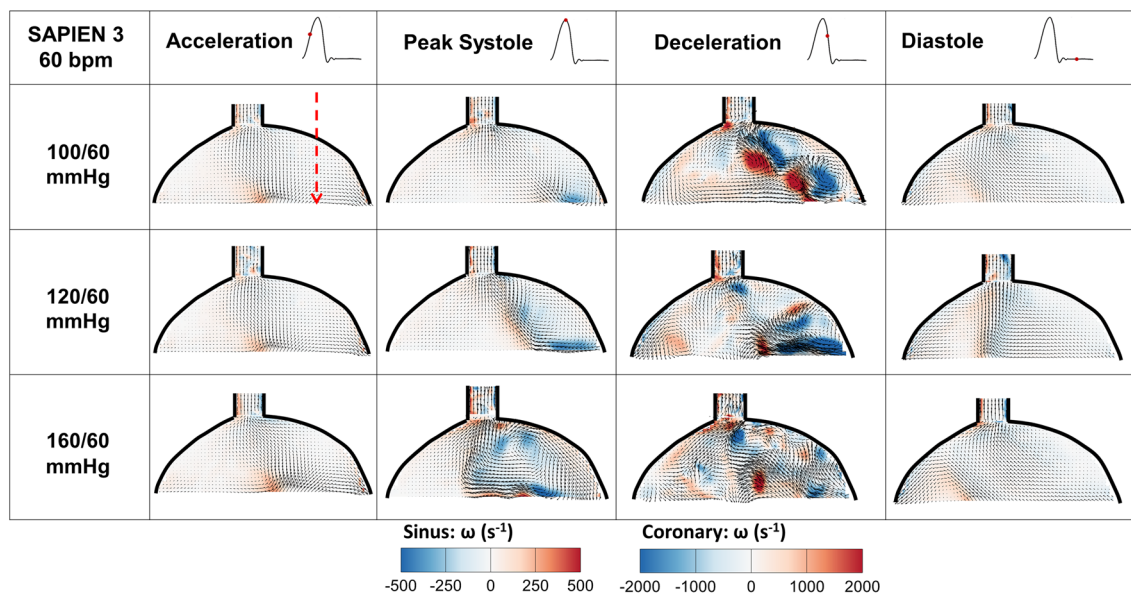 SAPIEN 3
60 bpm
Acceleration
Peak Systole
Deceleration
Diastole
100/60
mmHg
120/60
mmHg
160/60
mmHg
Sinus: ω (s⁻¹)
-500 -250 0 250 500
Coronary: ω (s⁻¹)
-2000 -1000 0 1000 2000